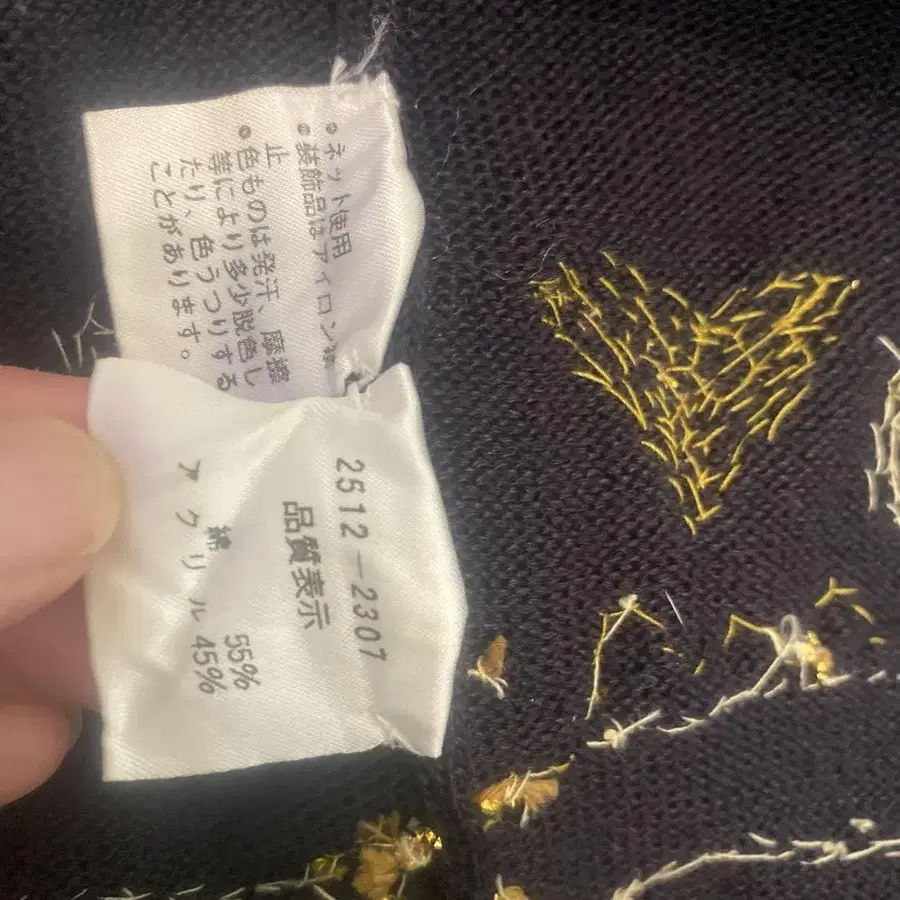 • ネット使用
• 装飾品はアイロン禁
止
• 色ものは発汗、摩擦
等により多少脱色し
たり、色うつりする
ことがあります。
2512-2307
品質表示
綿 55%
アクリル 45%